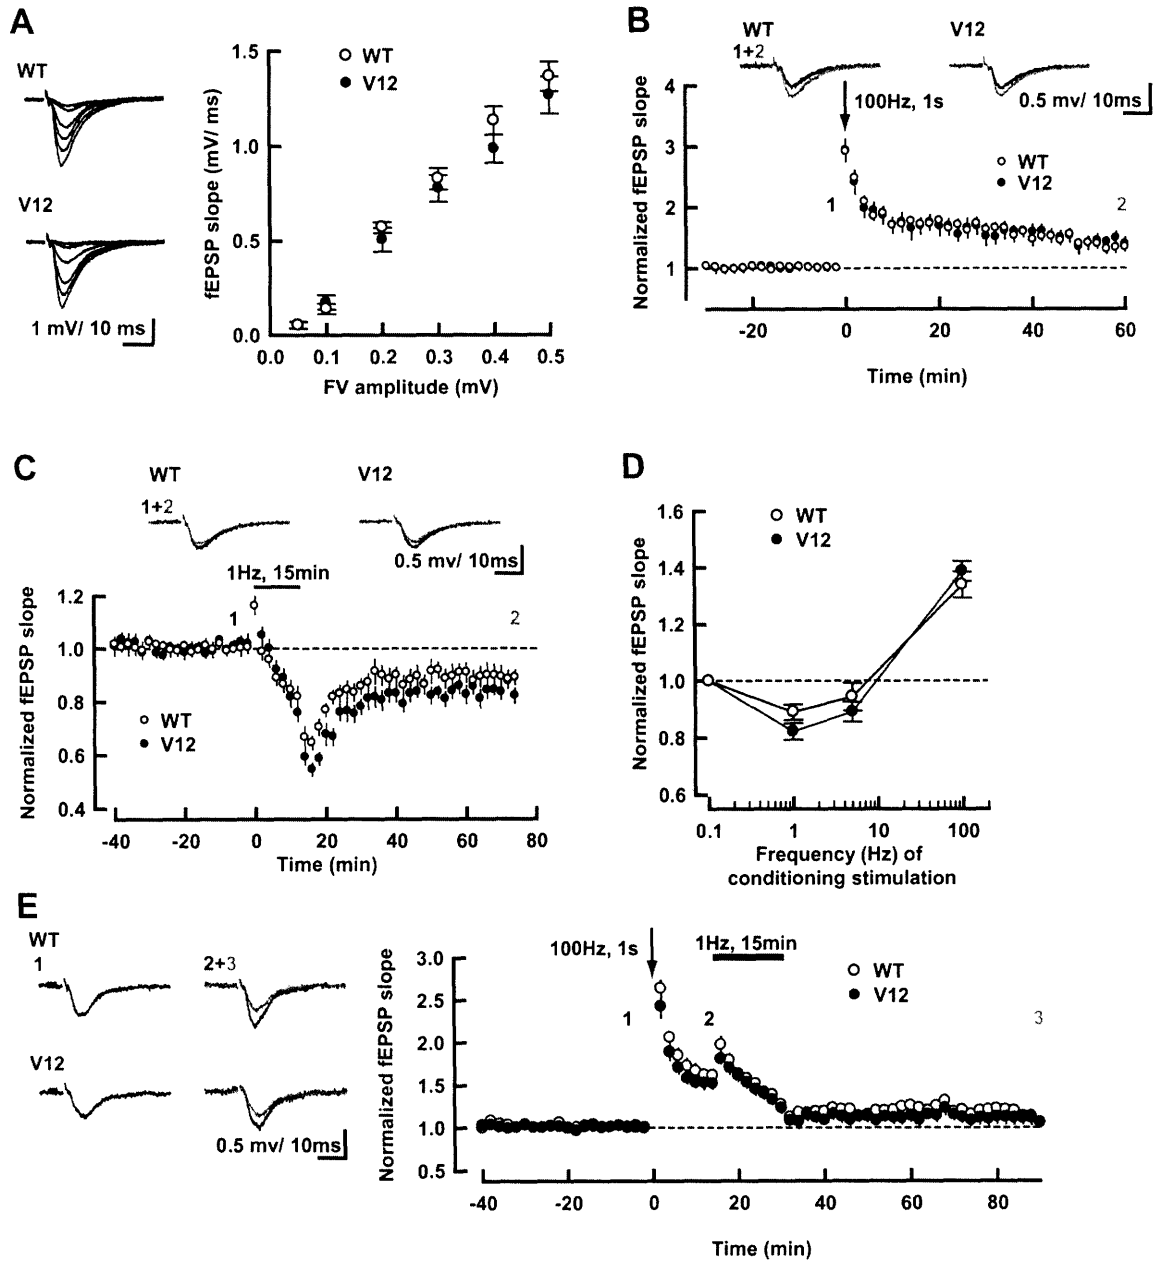 A
WT
V12
1 mV/ 10 ms
WT
V12
fEPSP slope (mV/ ms)
1.5
1.0
0.5
0.0
0.0 0.1 0.2 0.3 0.4 0.5
FV amplitude (mV)
B
WT V12
1+2
100Hz, 1s
0.5 mv/ 10ms
WT
V12
1 2
Normalized fEPSP slope
4
3
2
1
-20 0 20 40 60
Time (min)
C
WT V12
1+2
0.5 mv/ 10ms
1Hz, 15min
1 2
WT
V12
Normalized fEPSP slope
1.2
1.0
0.8
0.6
0.4
-40 -20 0 20 40 60 80
Time (min)
D
WT
V12
Normalized fEPSP slope
1.6
1.4
1.2
1.0
0.8
0.6
0.1 1 10 100
Frequency (Hz) of
conditioning stimulation
E
WT
1 2+3
V12
0.5 mv/ 10ms
100Hz, 1s
1Hz, 15min
WT
V12
1 2 3
Normalized fEPSP slope
3.0
2.5
2.0
1.5
1.0
0.5
-40 -20 0 20 40 60 80
Time (min)